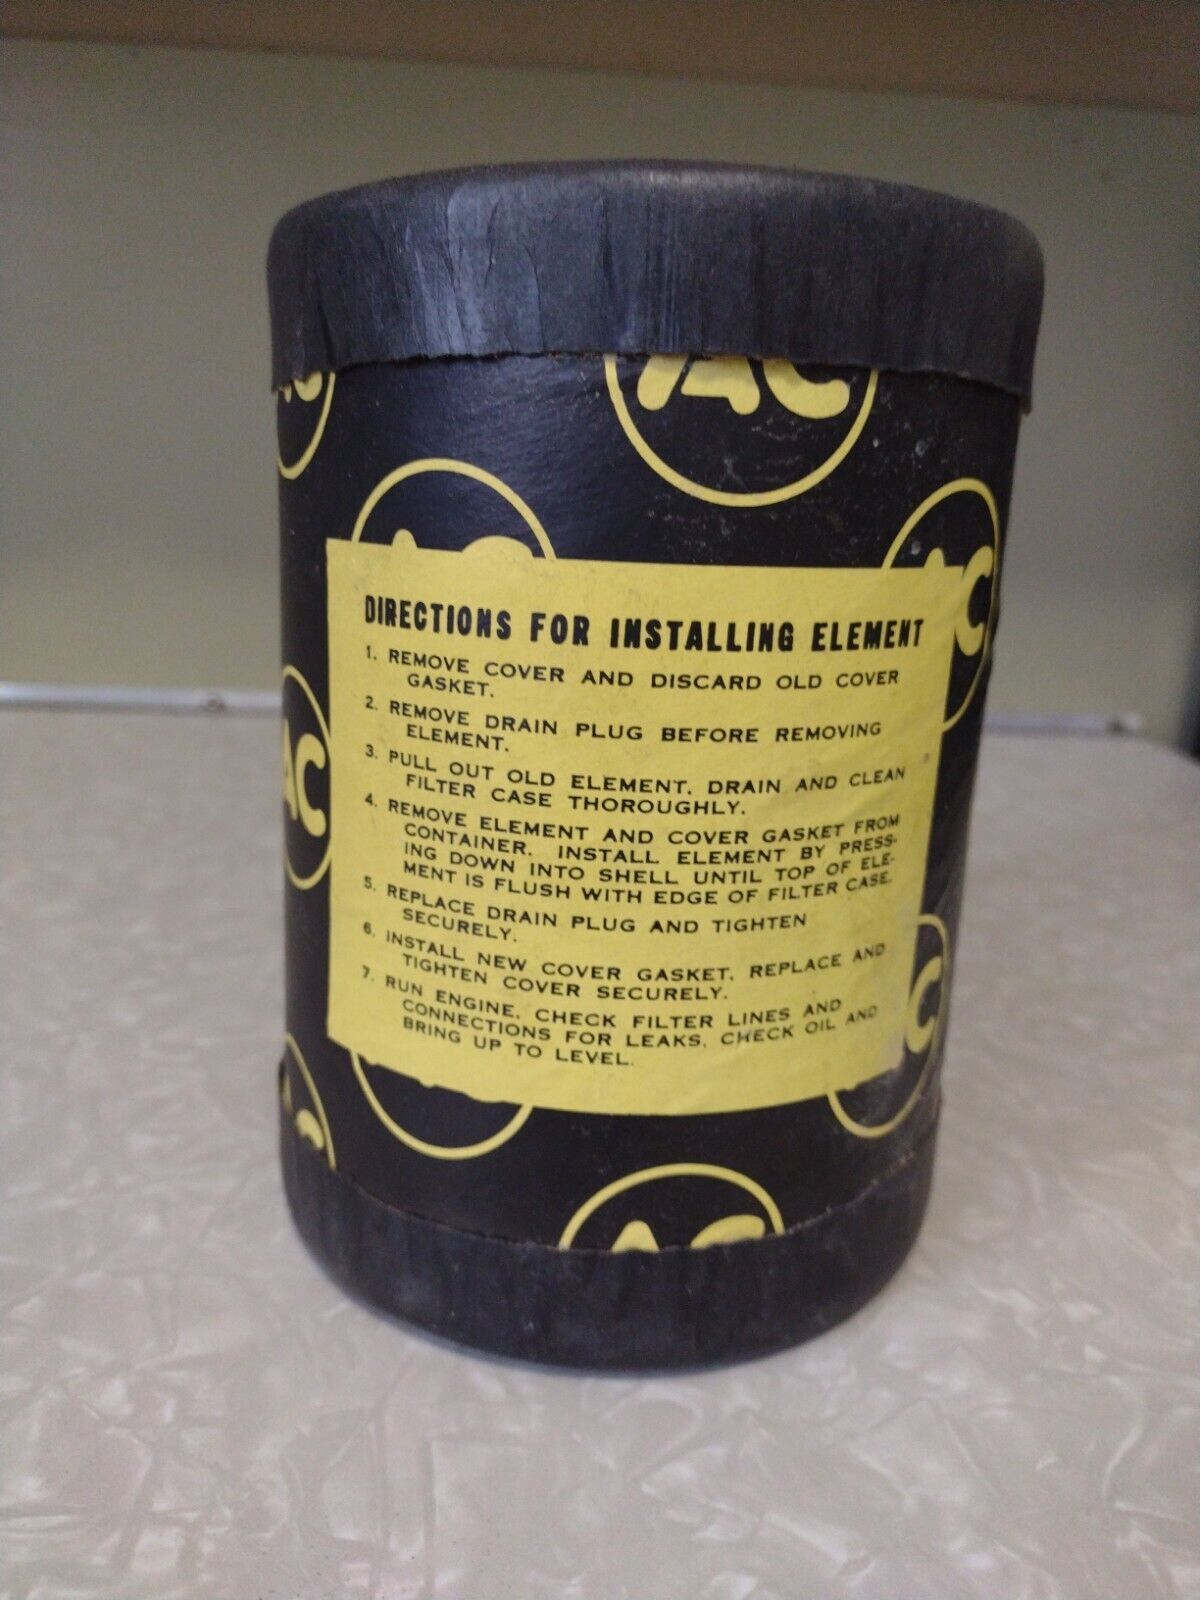 AC
AC
AC
DIRECTIONS FOR INSTALLING ELEMENT
1. REMOVE COVER AND DISCARD OLD COVER
GASKET.
2. REMOVE DRAIN PLUG BEFORE REMOVING
ELEMENT.
3. PULL OUT OLD ELEMENT. DRAIN AND CLEAN
FILTER CASE THOROUGHLY.
4. REMOVE ELEMENT AND COVER GASKET FROM
CONTAINER. INSTALL ELEMENT BY PRESS-
ING DOWN INTO SHELL UNTIL TOP OF ELE-
MENT IS FLUSH WITH EDGE OF FILTER CASE.
5. REPLACE DRAIN PLUG AND TIGHTEN
SECURELY.
6. INSTALL NEW COVER GASKET. REPLACE AND
TIGHTEN COVER SECURELY.
7. RUN ENGINE. CHECK FILTER LINES AND
CONNECTIONS FOR LEAKS. CHECK OIL AND
BRING UP TO LEVEL.
AC